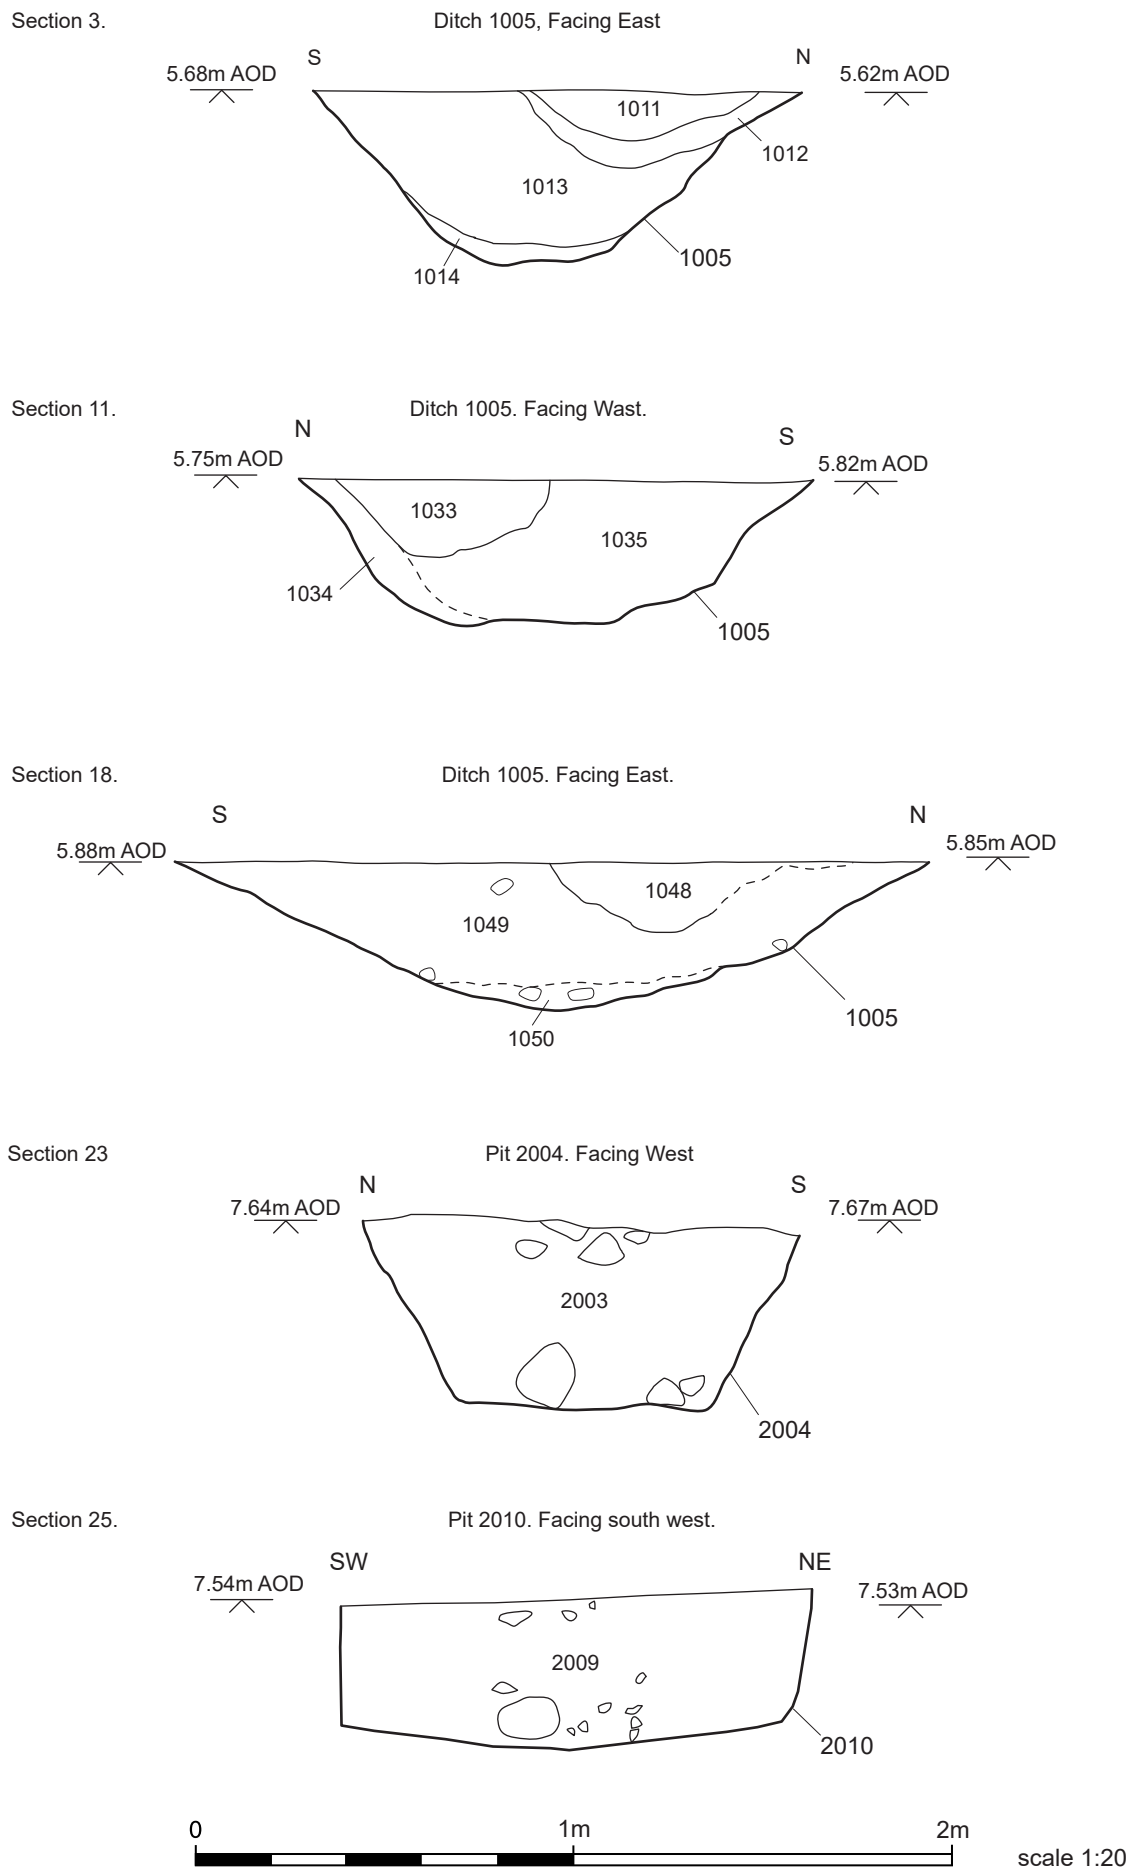 Section 3.
Ditch 1005, Facing East
S
N
5.68m AOD
5.62m AOD
1011
1012
1013
1005
1014
Section 11.
Ditch 1005. Facing Wast.
N
S
5.75m AOD
5.82m AOD
1033
1035
1034
1005
Section 18.
Ditch 1005. Facing East.
S
N
5.88m AOD
5.85m AOD
1048
1049
1005
1050
Section 23
Pit 2004. Facing West
N
S
7.64m AOD
7.67m AOD
2003
2004
Section 25.
Pit 2010. Facing south west.
SW
NE
7.54m AOD
7.53m AOD
2009
2010
0
1m
2m
scale 1:20